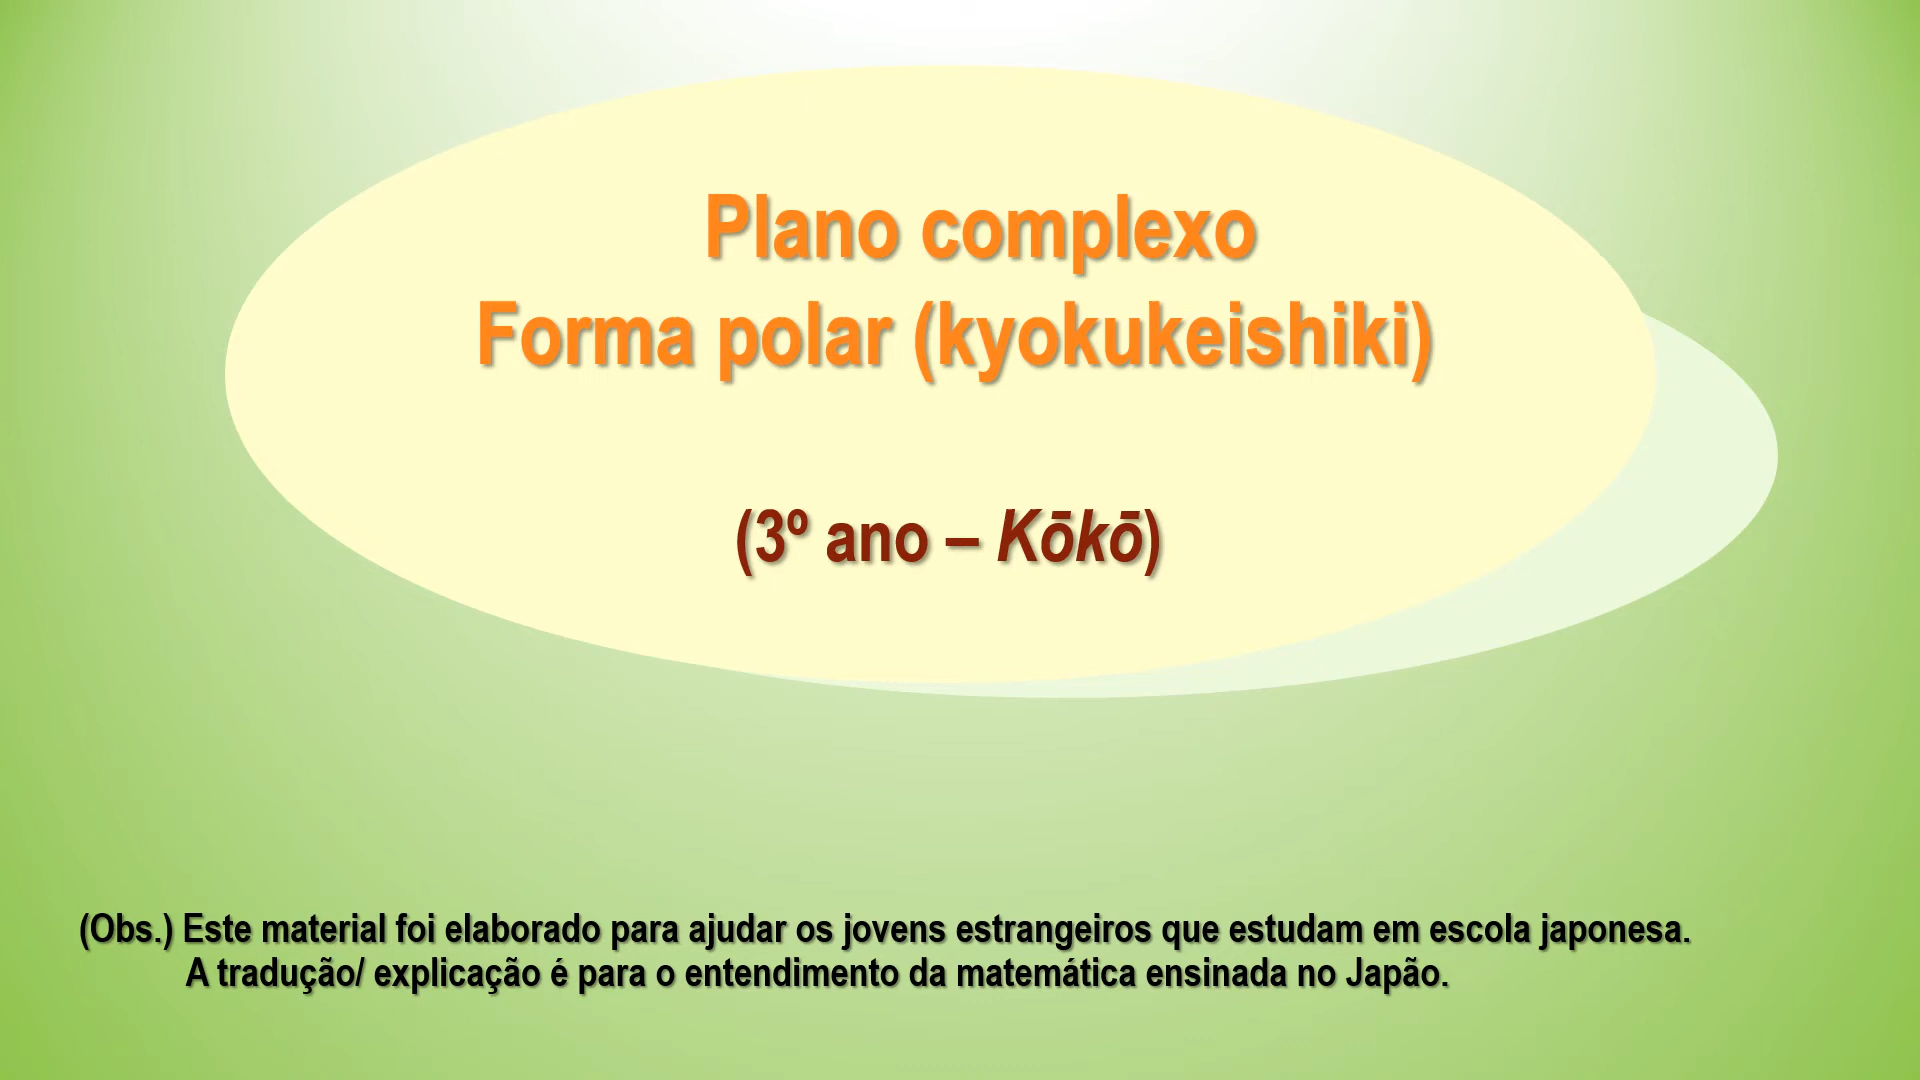 Plano complexo
Forma polar (kyokukeishiki)
(3º ano – Kōkō)
(Obs.) Este material foi elaborado para ajudar os jovens estrangeiros que estudam em escola japonesa.
A tradução/ explicação é para o entendimento da matemática ensinada no Japão.